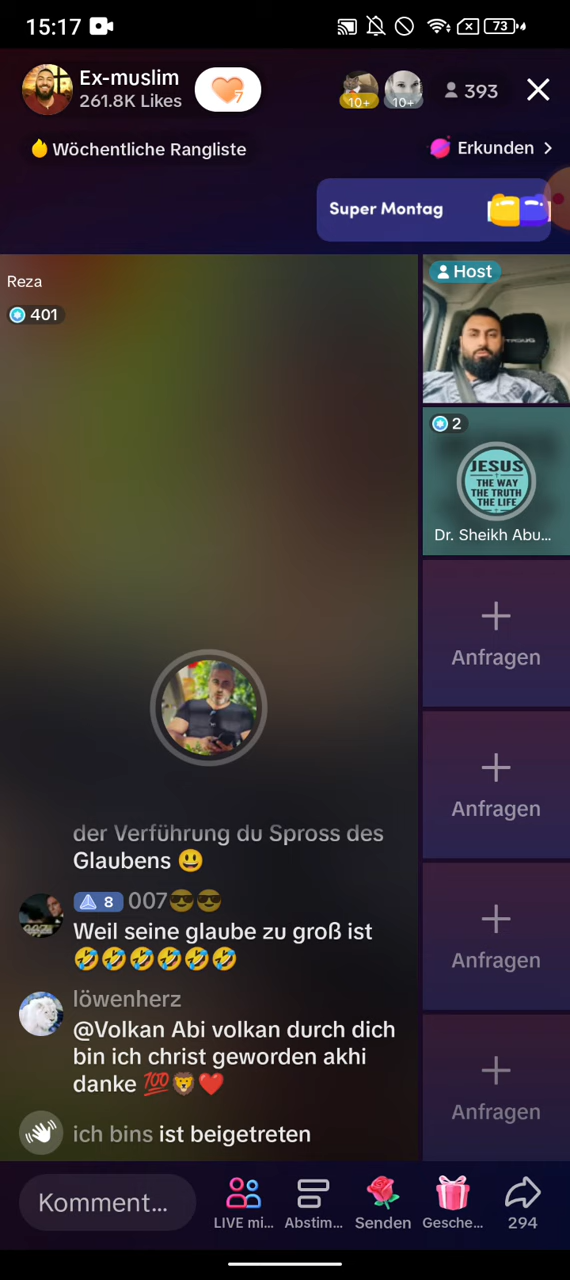 15:17
73
Ex-muslim
261.8K Likes
7
10+
10+
393
Wöchentliche Rangliste
Erkunden
Super Montag
Reza
401
Host
2
JESUS
THE WAY
THE TRUTH
THE LIFE
Dr. Sheikh Abu...
Anfragen
Anfragen
Anfragen
Anfragen
der Verführung du Spross des
Glaubens 😃
8 007😎😎
Weil seine glaube zu groß ist
🤣🤣🤣🤣🤣🤣
löwenherz
@Volkan Abi volkan durch dich
bin ich christ geworden akhi
danke 💯🦁❤️
ich bins ist beigetreten
Komment...
LIVE mi...
Abstim...
Senden
Gesche...
294